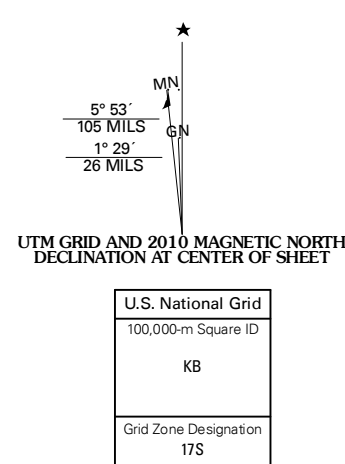 ★
MN
5° 53´
105 MILS
GN
1° 29´
26 MILS
UTM GRID AND 2010 MAGNETIC NORTH
DECLINATION AT CENTER OF SHEET
U.S. National Grid
100,000-m Square ID
KB
Grid Zone Designation
17S